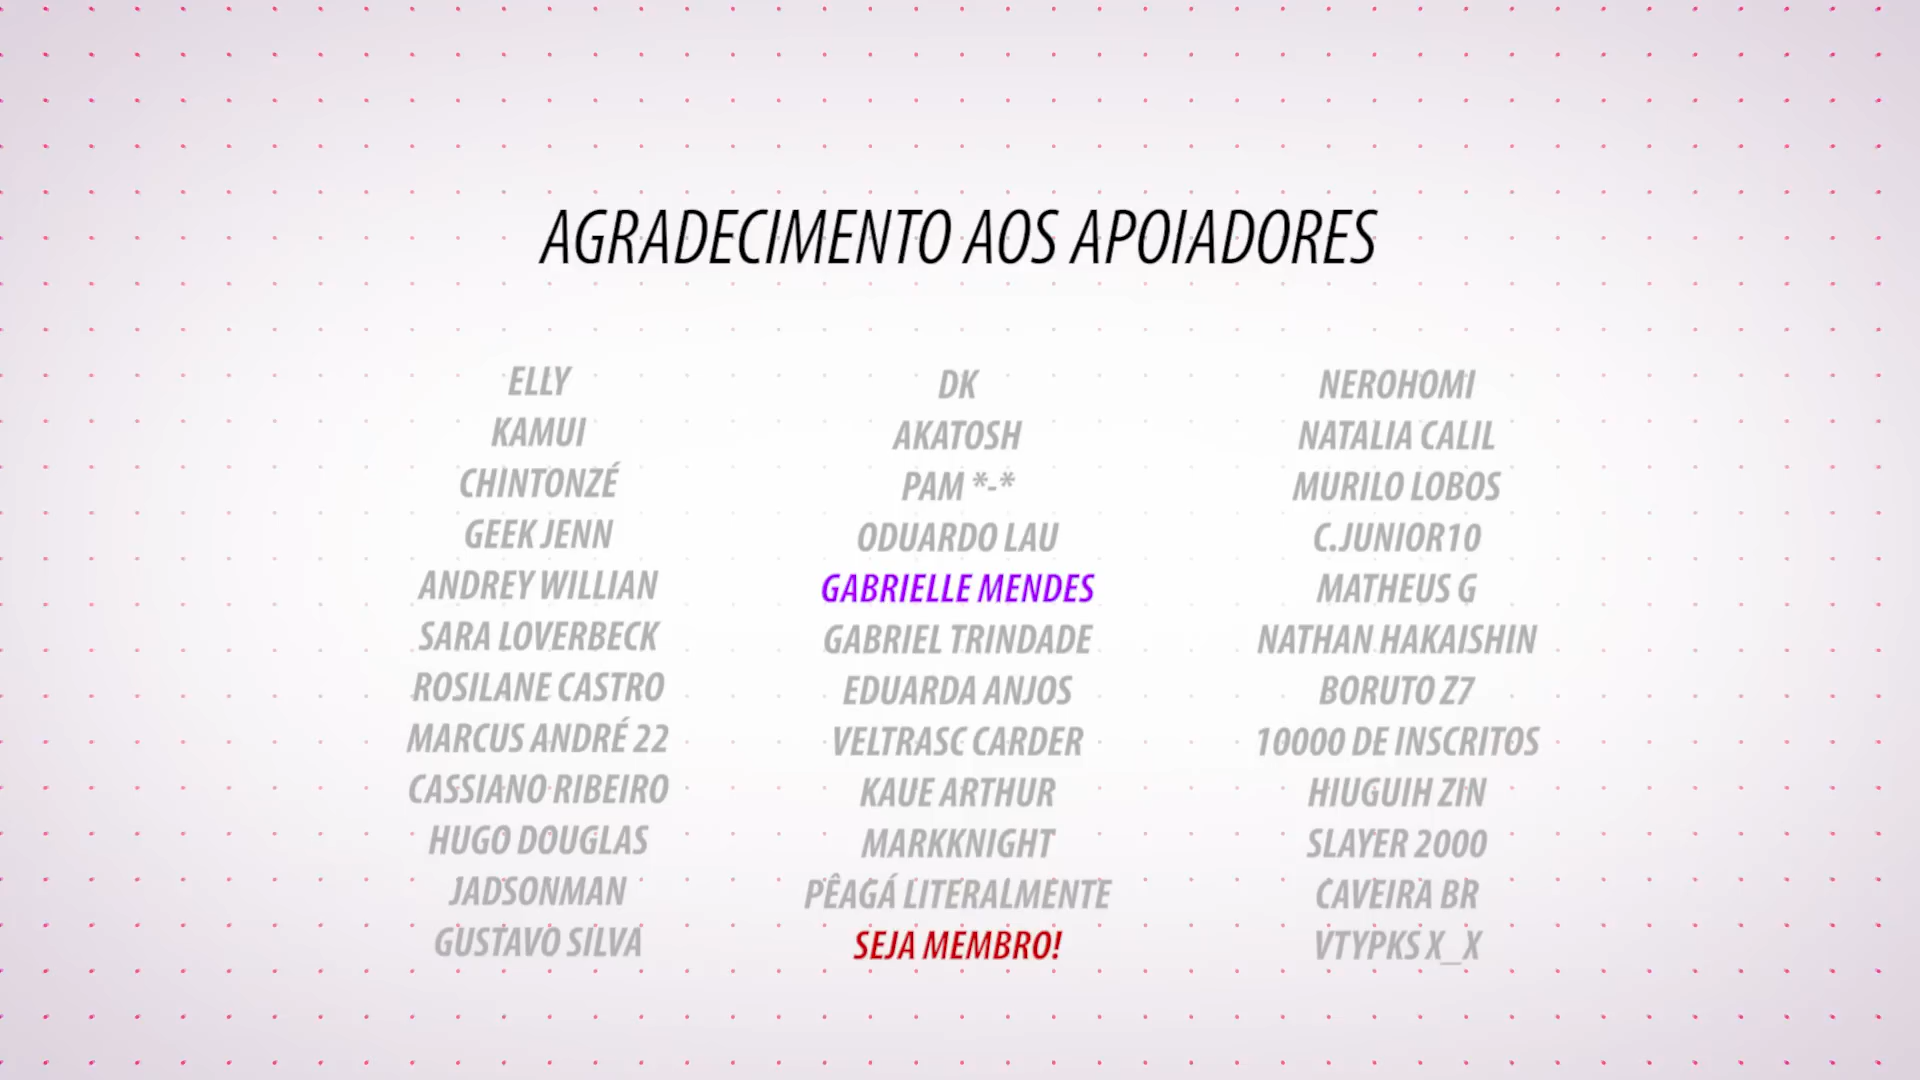 AGRADECIMENTO AOS APOIADORES
ELLY
KAMUI
CHINTONZÉ
GEEK JENN
ANDREY WILLIAN
SARA LOVERBECK
ROSILANE CASTRO
MARCUS ANDRÉ 22
CASSIANO RIBEIRO
HUGO DOUGLAS
JADSONMAN
GUSTAVO SILVA
DK
AKATOSH
PAM *-*
ODUARDO LAU
GABRIELLE MENDES
GABRIEL TRINDADE
EDUARDA ANJOS
VELTRASC CARDER
KAUE ARTHUR
MARKKNIGHT
PÊAGÁ LITERALMENTE
SEJA MEMBRO!
NEROHOMI
NATALIA CALIL
MURILO LOBOS
C.JUNIOR10
MATHEUS G
NATHAN HAKAISHIN
BORUTO Z7
10000 DE INSCRITOS
HIUGUIH ZIN
SLAYER 2000
CAVEIRA BR
VTYPKS X_X